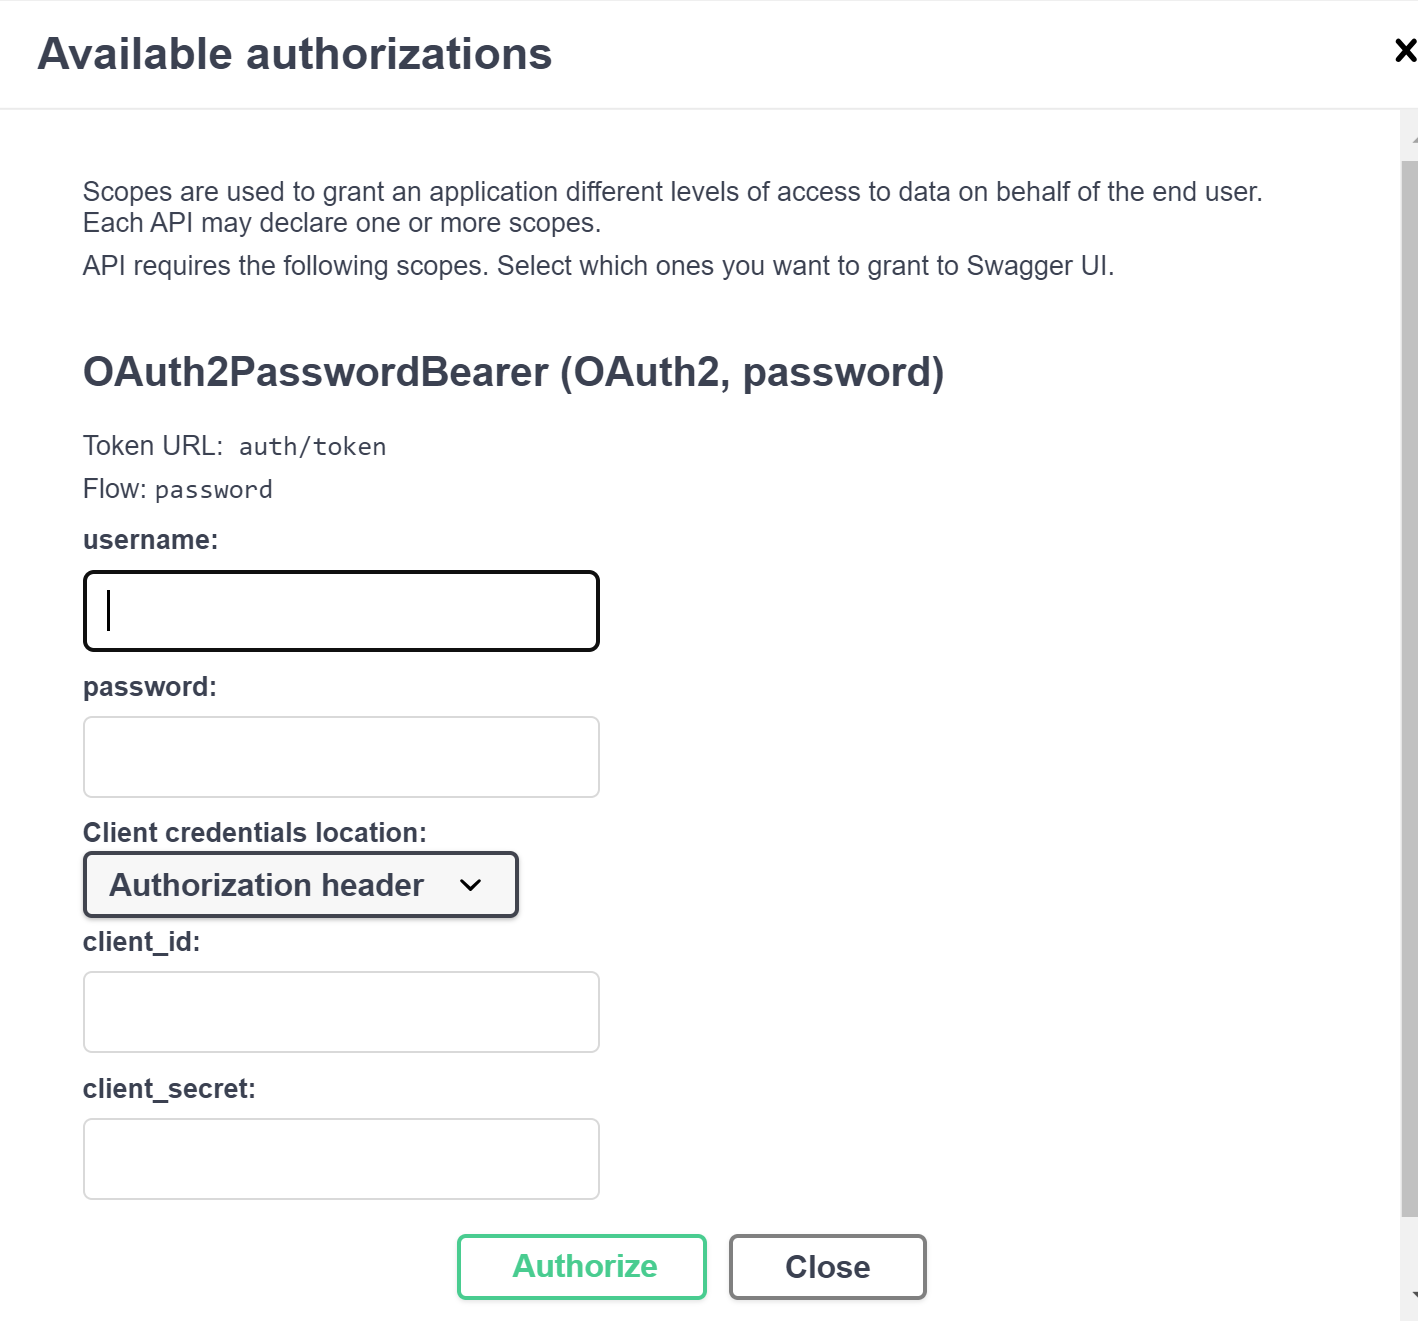 Available authorizations
Scopes are used to grant an application different levels of access to data on behalf of the end user.
Each API may declare one or more scopes.
API requires the following scopes. Select which ones you want to grant to Swagger UI.
OAuth2PasswordBearer (OAuth2, password)
Token URL: auth/token
Flow: password
username:
password:
Client credentials location:
Authorization header
client_id:
client_secret:
Authorize
Close